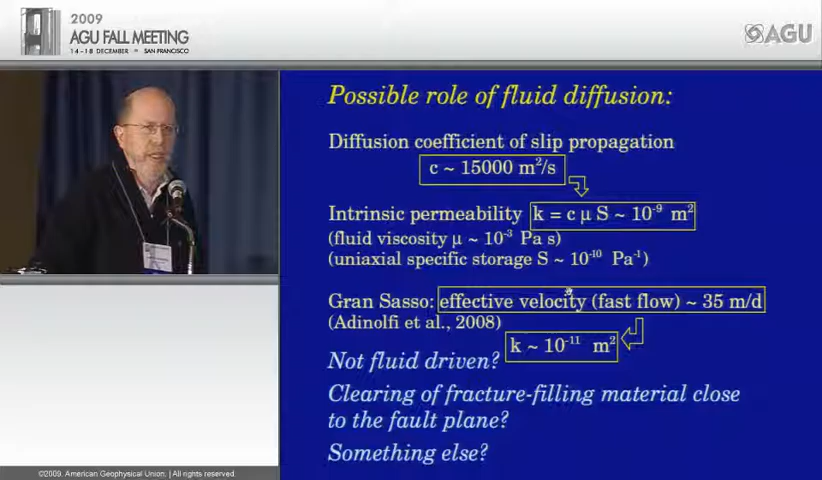 2009
AGU FALL MEETING
14 - 18 DECEMBER • SAN FRANCISCO
AGU
Possible role of fluid diffusion:
Diffusion coefficient of slip propagation
c ~ 15000 m²/s
Intrinsic permeability k = c μ S ~ 10⁻⁹ m²
(fluid viscosity μ ~ 10⁻³ Pa s)
(uniaxial specific storage S ~ 10⁻¹⁰ Pa⁻¹)
Gran Sasso: effective velocity (fast flow) ~ 35 m/d
(Adinolfi et al., 2008)
k ~ 10⁻¹¹ m²
Not fluid driven?
Clearing of fracture-filling material close
to the fault plane?
Something else?
©2009. American Geophysical Union. | All rights reserved.